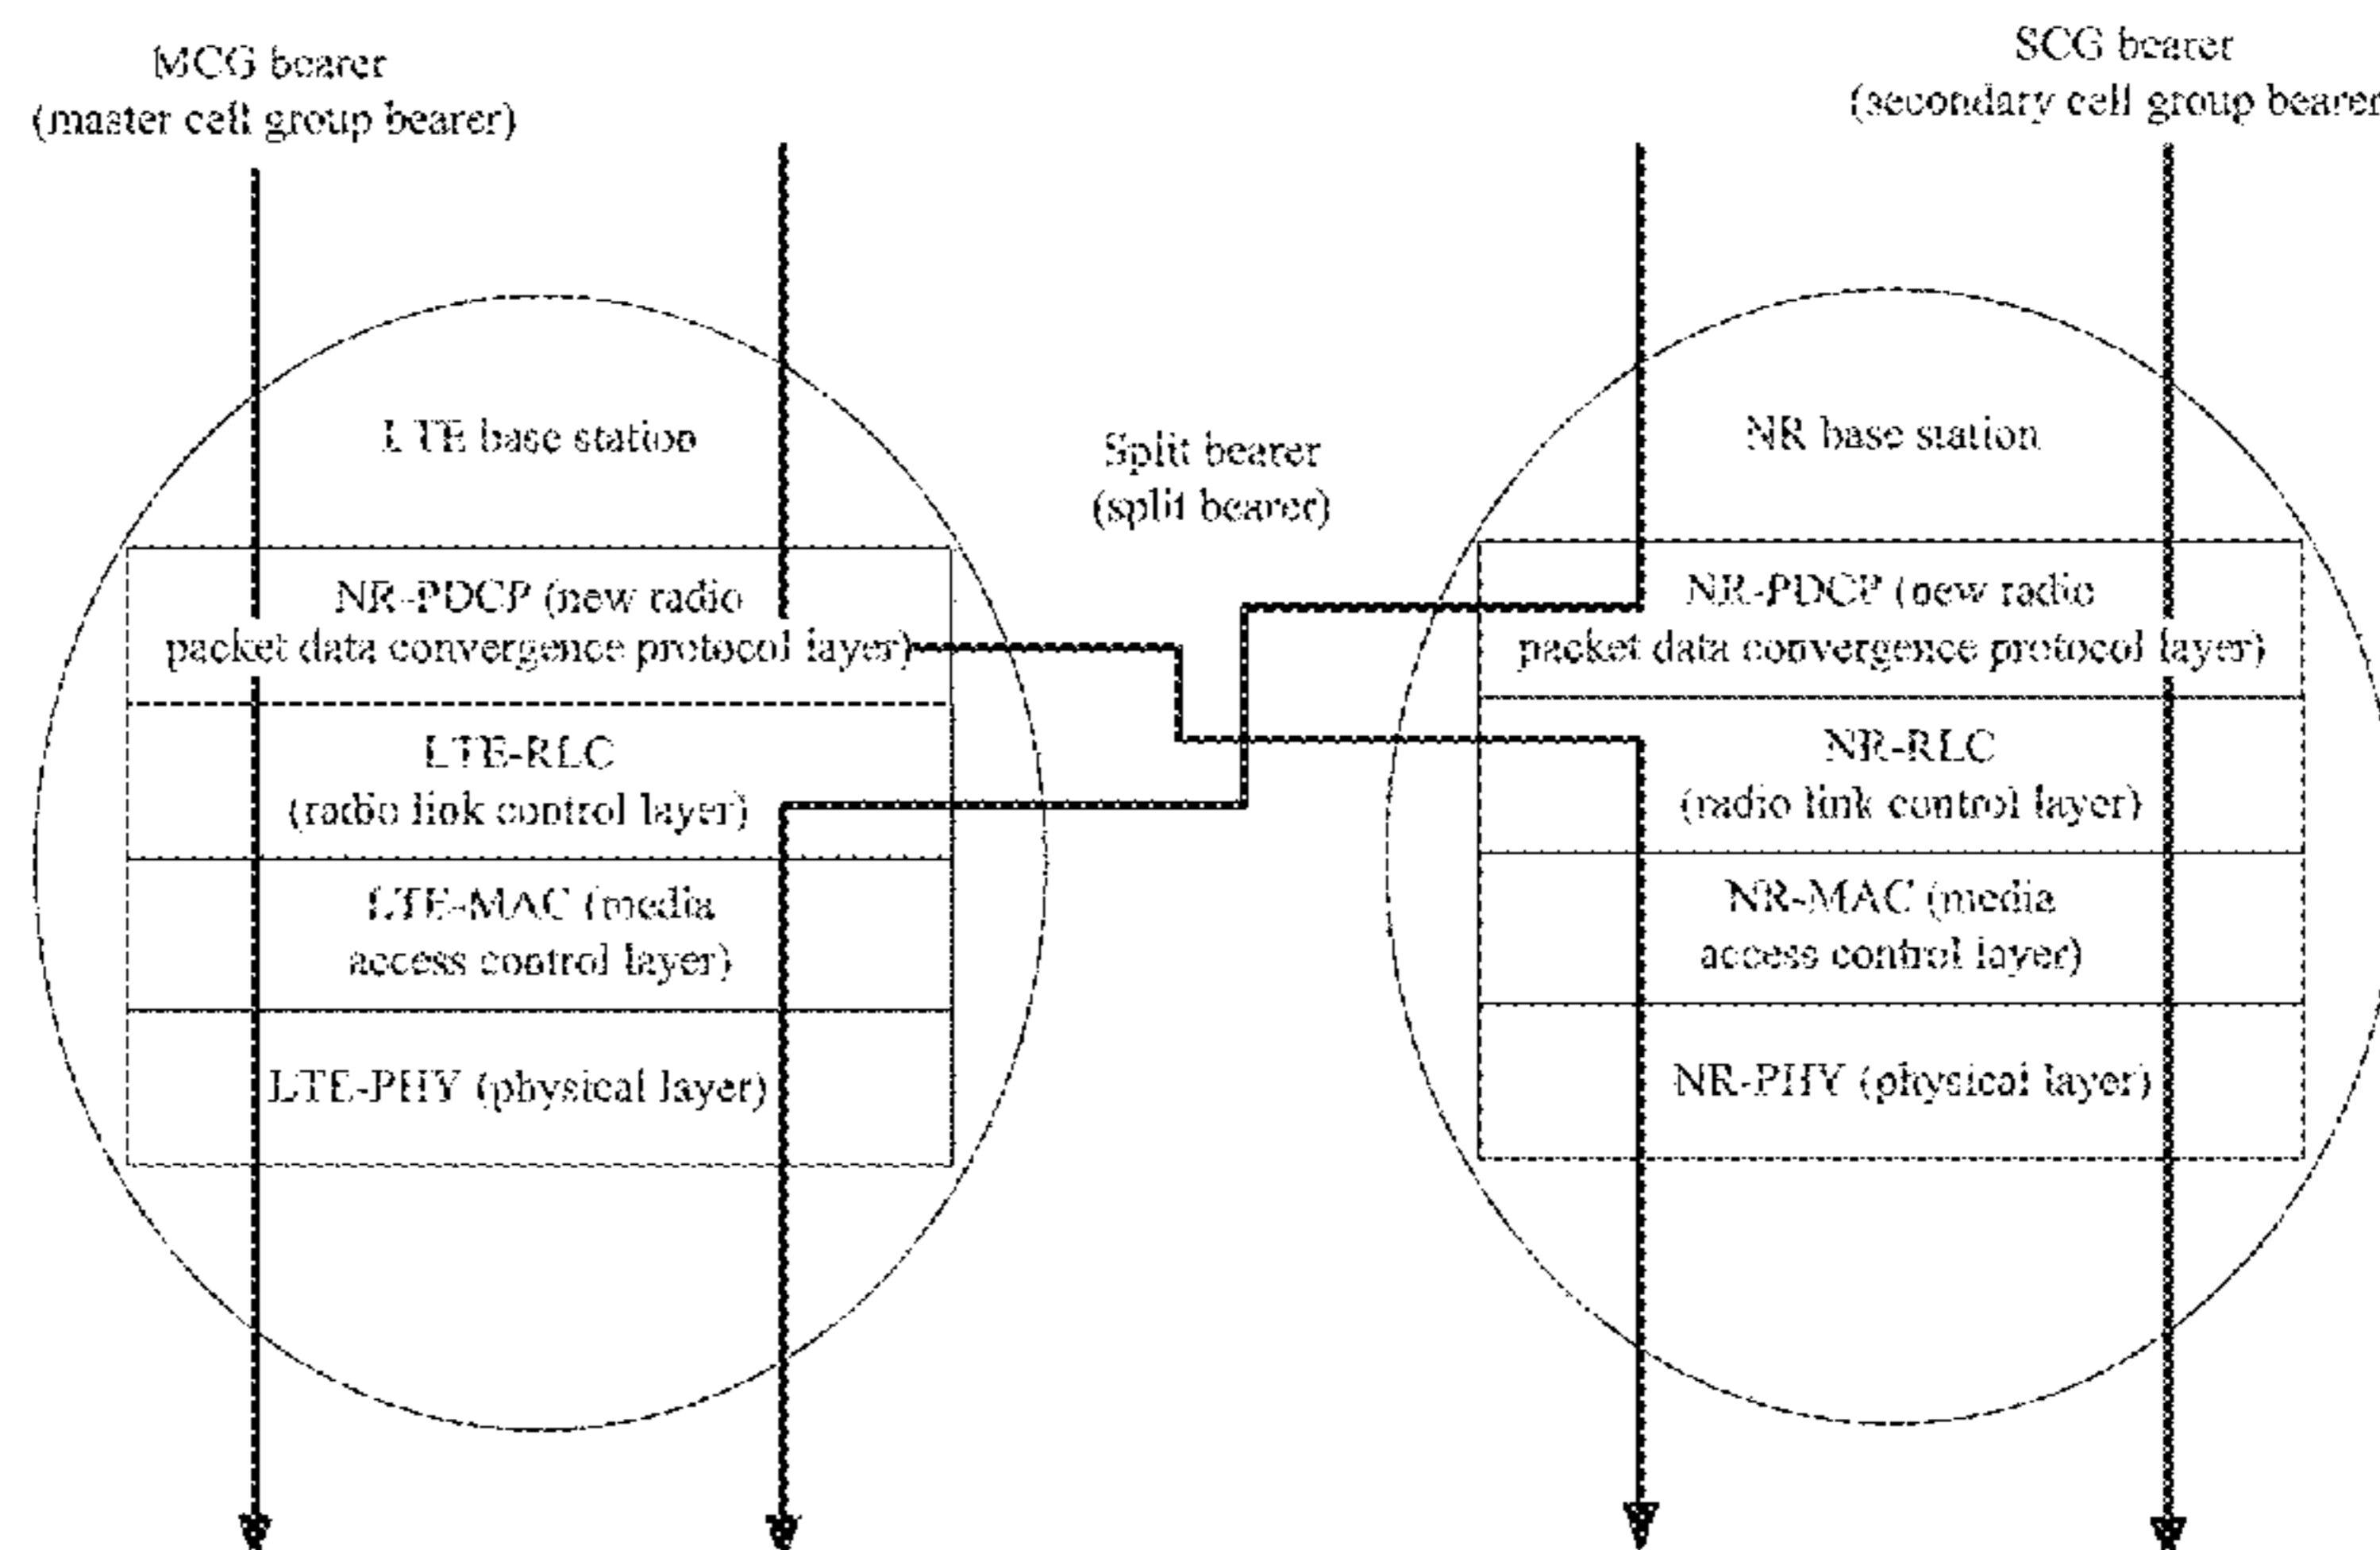 MCG bearer
(master cell group bearer)
SCG bearer
(secondary cell group bearer
LTE base station
Split bearer
(split bearer)
NR base station
NR-PDCP (new radio
packet data convergence protocol layer)
LTE-RLC
(radio link control layer)
LTE-MAC (media
access control layer)
LTE-PHY (physical layer)
NR-PDCP (new radio
packet data convergence protocol layer)
NR-RLC
(radio link control layer)
NR-MAC (media
access control layer)
NR-PHY (physical layer)